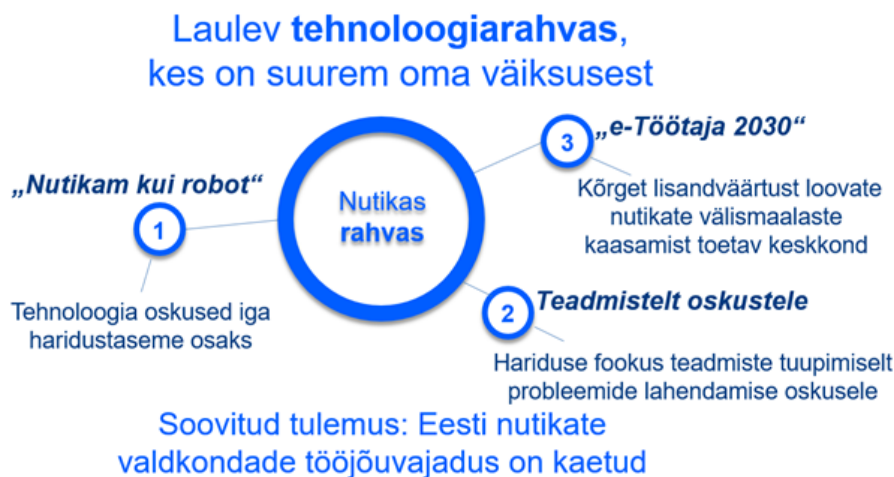 Laulev tehnoloogiarahvas,
kes on suurem oma väiksusest
„Nutikam kui robot“
1
Tehnoloogia oskused iga
haridustaseme osaks
Nutikas
rahvas
„e-Töötaja 2030“
3
Kõrget lisandväärtust loovate
nutikate välismaalaste
kaasamist toetav keskkond
Teadmistelt oskustele
2
Hariduse fookus teadmiste tuupimiselt
probleemide lahendamise oskusele
Soovitud tulemus: Eesti nutikate
valdkondade tööjõuvajadus on kaetud